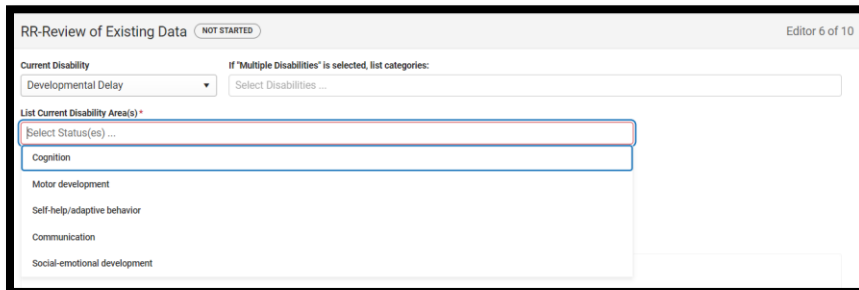 RR-Review of Existing Data NOT STARTED Editor 6 of 10
Current Disability If "Multiple Disabilities" is selected, list categories:
Developmental Delay Select Disabilities ...
List Current Disability Area(s) *
Select Status(es) ...
Cognition
Motor development
Self-help/adaptive behavior
Communication
Social-emotional development